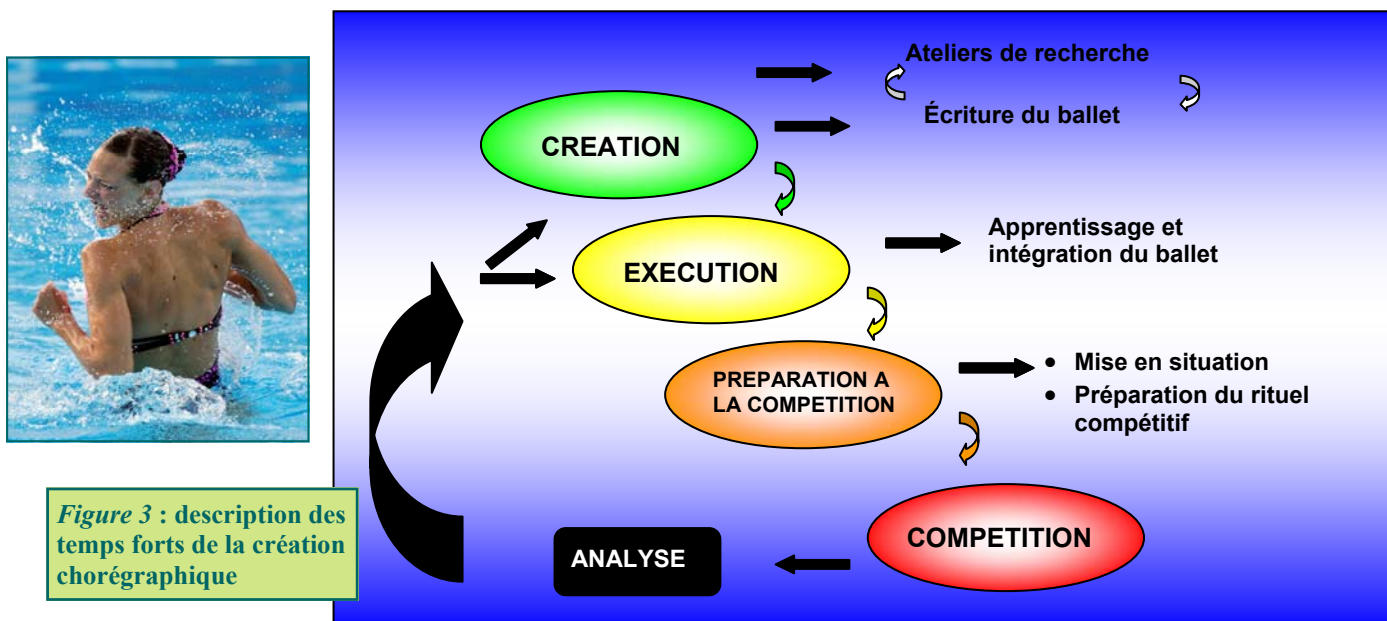 Ateliers de recherche
Écriture du ballet
CREATION
Apprentissage et
intégration du ballet
EXECUTION
PREPARATION A
LA COMPETITION
• Mise en situation
• Préparation du rituel
compétitif
COMPETITION
ANALYSE
Figure 3 : description des
temps forts de la création
chorégraphique